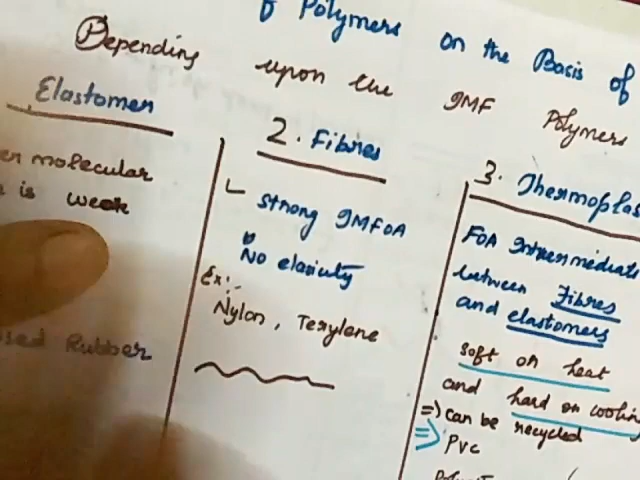 of Polymers on the Basis of
Depending upon the IMF Polymers
Elastomer
molecular
is weak
Rubber
2. Fibres
Strong IMFOA
No elasticity
Ex:-
Nylon, Terylene
3. Thermoplas
FOA Intermediate
between Fibres
and elastomers
soft on heat
and hard on cooling
=> can be recycled
=> PVC